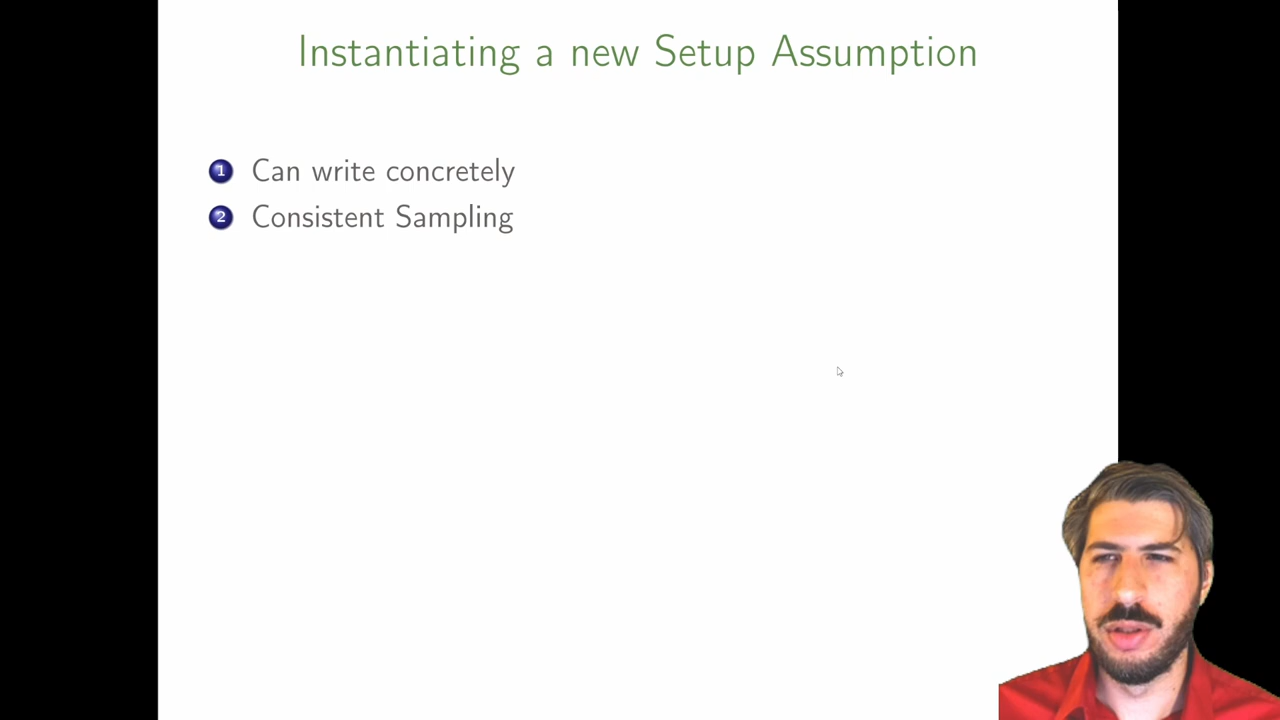 Instantiating a new Setup Assumption
1 Can write concretely
2 Consistent Sampling